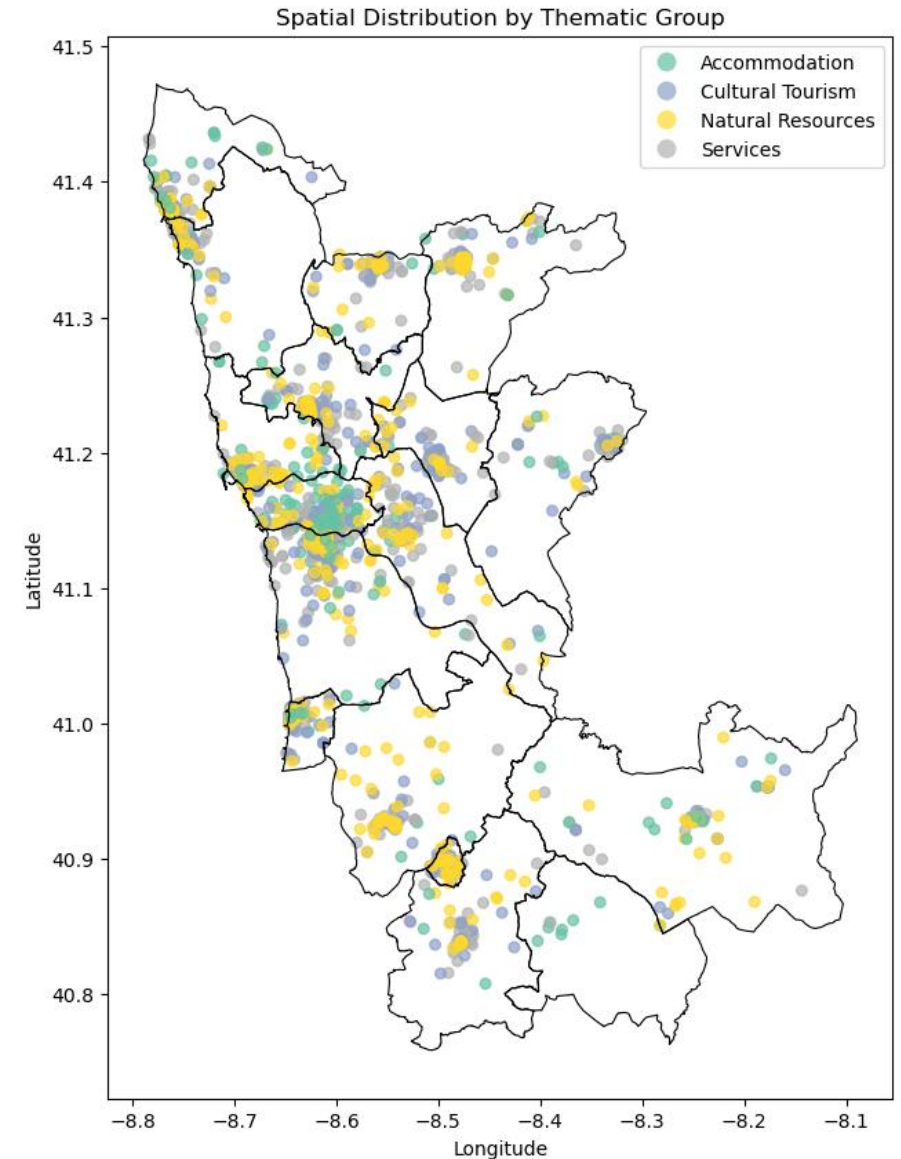 Spatial Distribution by Thematic Group
Accommodation
Cultural Tourism
Natural Resources
Services
41.5
41.4
41.3
41.2
41.1
41.0
40.9
40.8
Latitude
−8.8 −8.7 −8.6 −8.5 −8.4 −8.3 −8.2 −8.1
Longitude